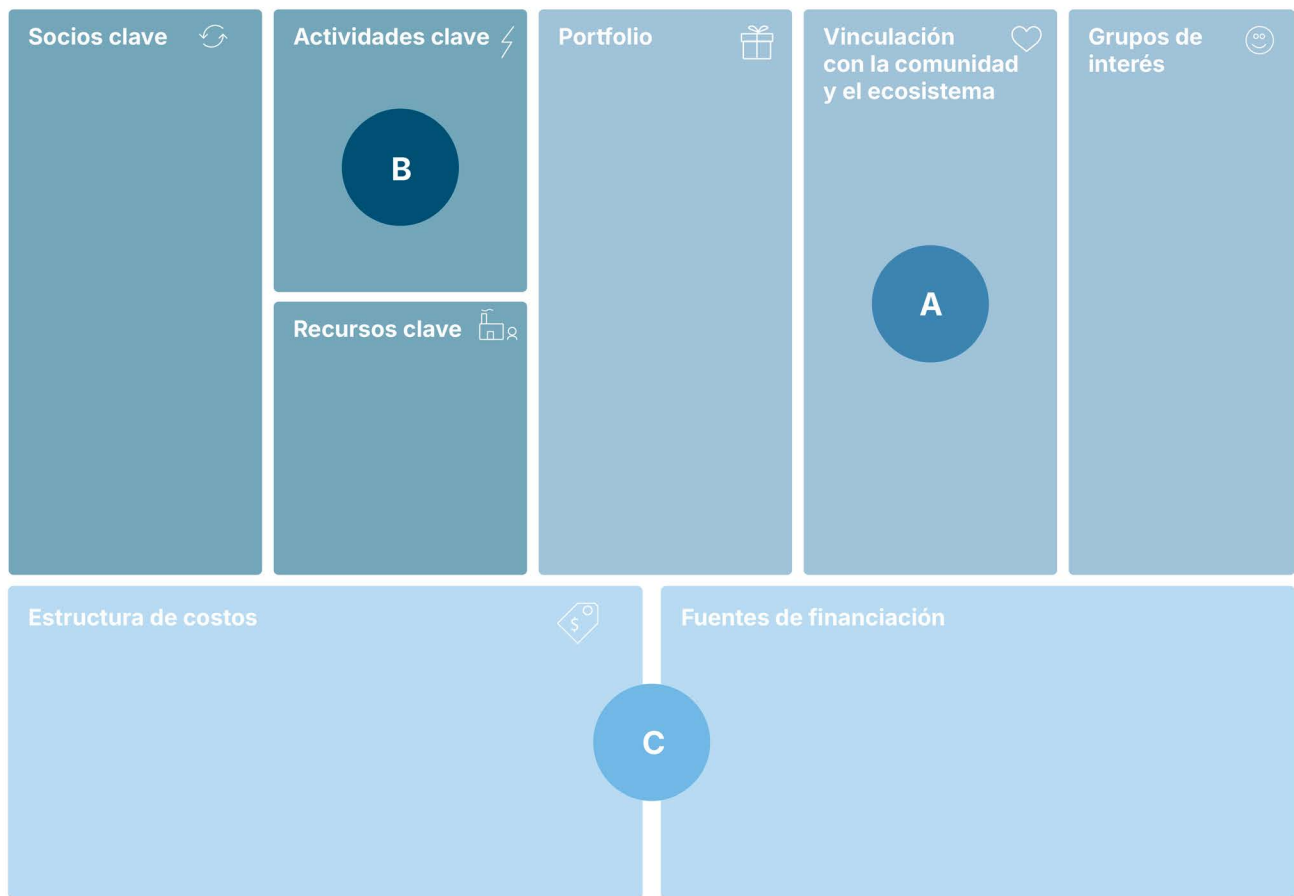 Socios clave
Actividades clave
B
Recursos clave
Portfolio
Vinculación
con la comunidad
y el ecosistema
A
Grupos de
interés
Estructura de costos
$
Fuentes de financiación
C